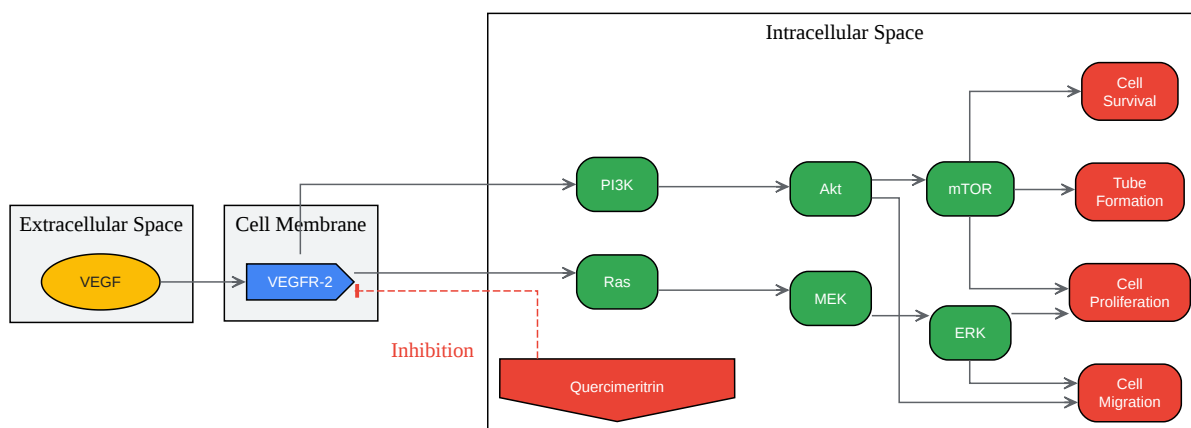 Intracellular Space
Cell
Survival
PI3K
Akt
mTOR
Tube
Formation
Extracellular Space
Cell Membrane
VEGF
VEGFR-2
Ras
MEK
Cell
Proliferation
ERK
Inhibition
Quercimeritrin
Cell
Migration